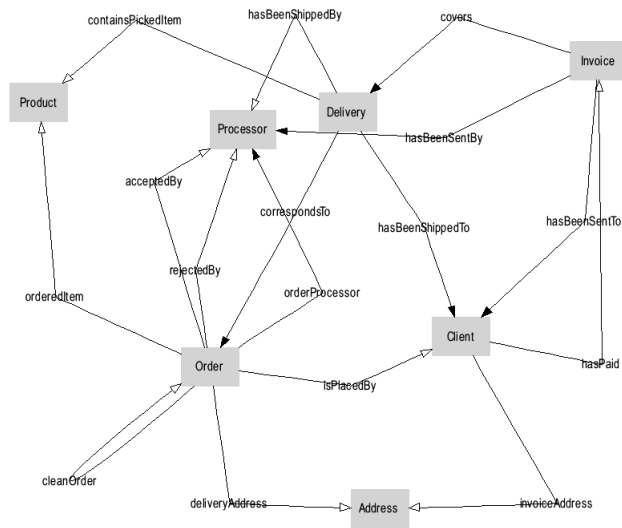 containsPickedItem
hasBeenShippedBy
covers
Invoice
Product
Delivery
Processor
hasBeenSentBy
acceptedBy
correspondsTo
hasBeenSentTo
hasBeenShippedTo
rejectedBy
orderedItem
orderProcessor
Client
Order
hasPaid
isPlacedBy
cleanOrder
deliveryAddress
Address
invoiceAddress